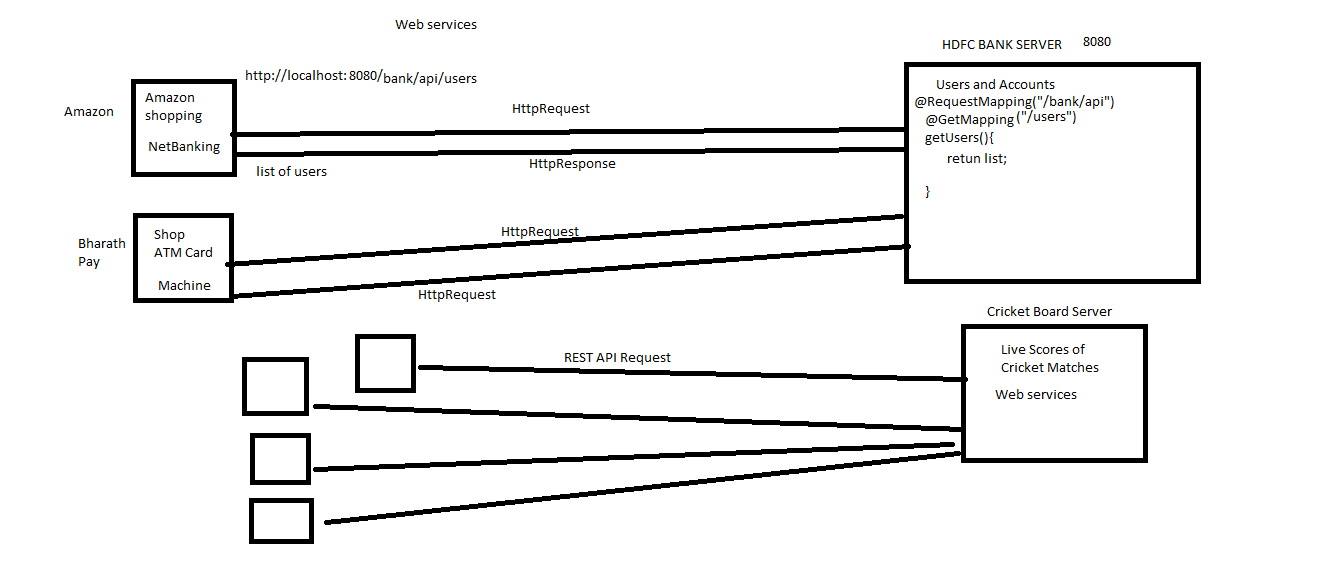 Web services
HDFC BANK SERVER 8080
http://localhost: 8080/bank/api/users
Amazon
Amazon
shopping
NetBanking
HttpRequest
HttpResponse
list of users
Users and Accounts
@RequestMapping("/bank/api")
@GetMapping ("/users")
getUsers(){
retun list;
}
Bharath
Pay
Shop
ATM Card
Machine
HttpRequest
HttpRequest
Cricket Board Server
REST API Request
Live Scores of
Cricket Matches
Web services